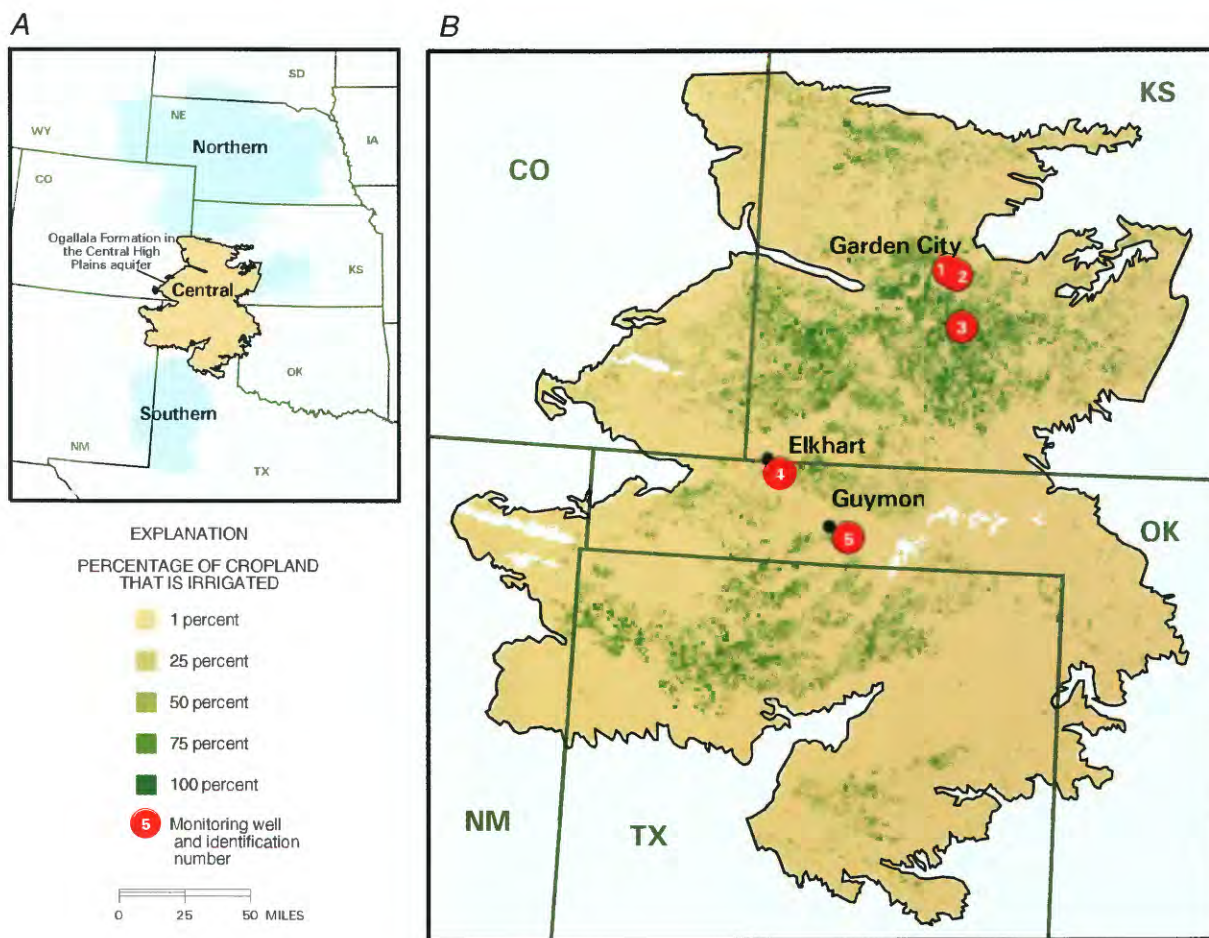 A
SD
WY
NE
Northern
IA
CO
Ogallala Formation in
the Central High
Plains aquifer
KS
Central
OK
Southern
NM
TX
EXPLANATION
PERCENTAGE OF CROPLAND
THAT IS IRRIGATED
1 percent
25 percent
50 percent
75 percent
100 percent
5 Monitoring well
and identification
number
0 25 50 MILES
B
KS
CO
Garden City
1 2
3
Elkhart
4
Guymon
5
OK
NM
TX